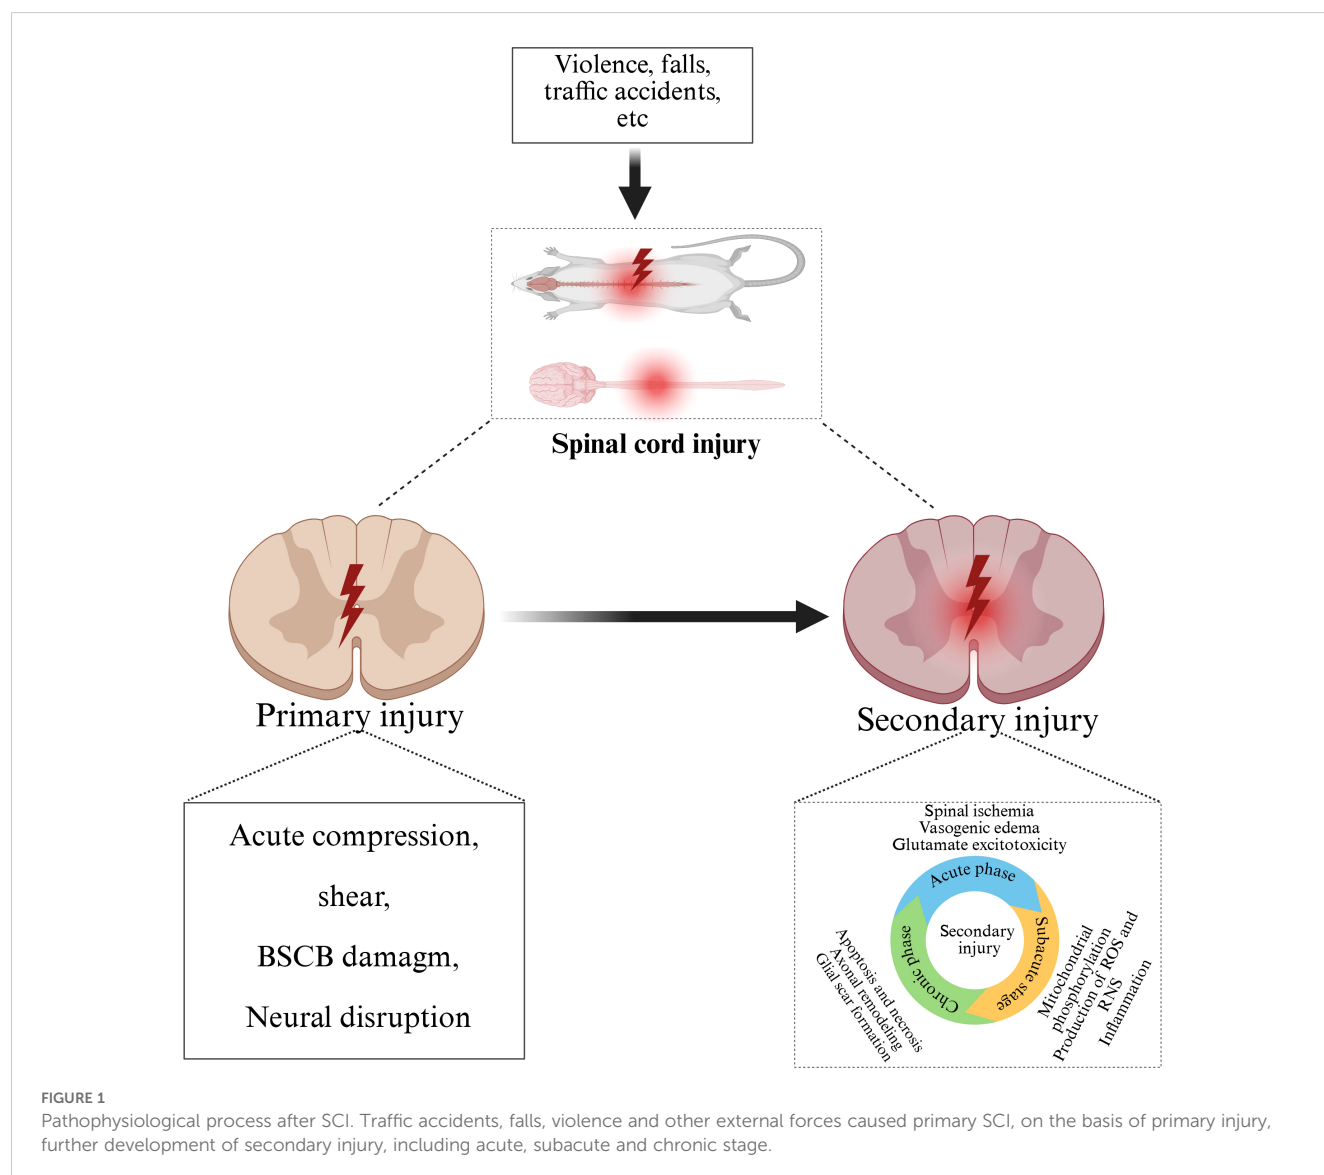 Violence, falls,
traffic accidents,
etc
Spinal cord injury
Primary injury
Secondary injury
Acute compression,
shear,
BSCB damagm,
Neural disruption
Spinal ischemia
Vasogenic edema
Glutamate excitotoxicity
Acute phase
Subacute stage
Chronic phase
Secondary
injury
Mitochondrial
phosphorylation
Production of ROS and
RNS
Inflammation
Apoptosis and necrosis
Axonal remodeling
Glial scar formation
FIGURE 1
Pathophysiological process after SCI. Traffic accidents, falls, violence and other external forces caused primary SCI, on the basis of primary injury,
further development of secondary injury, including acute, subacute and chronic stage.